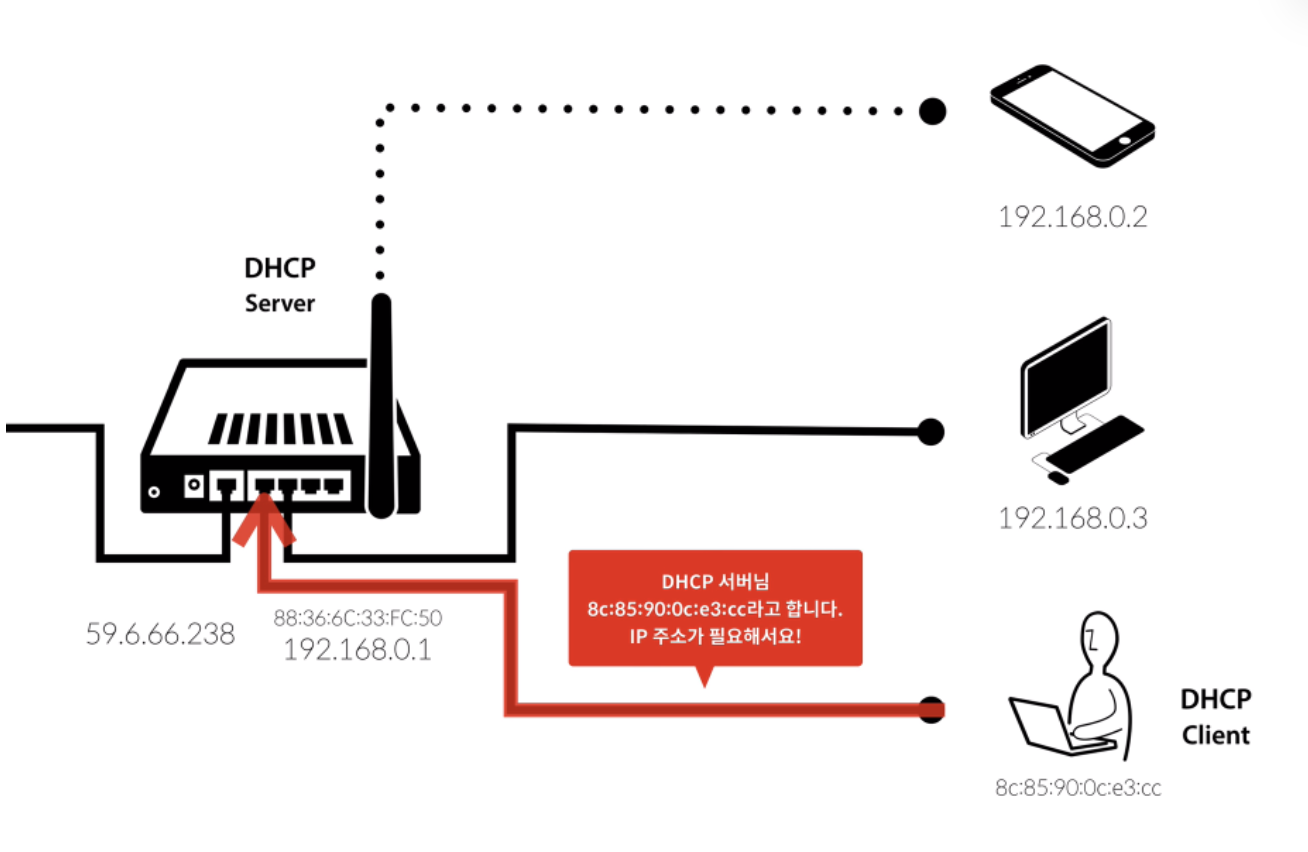 192.168.0.2
DHCP
Server
192.168.0.3
DHCP 서버님
8c:85:90:0c:e3:cc라고 합니다.
IP 주소가 필요해서요!
59.6.66.238
88:36:6C:33:FC:50
192.168.0.1
DHCP
Client
8c:85:90:0c:e3:cc